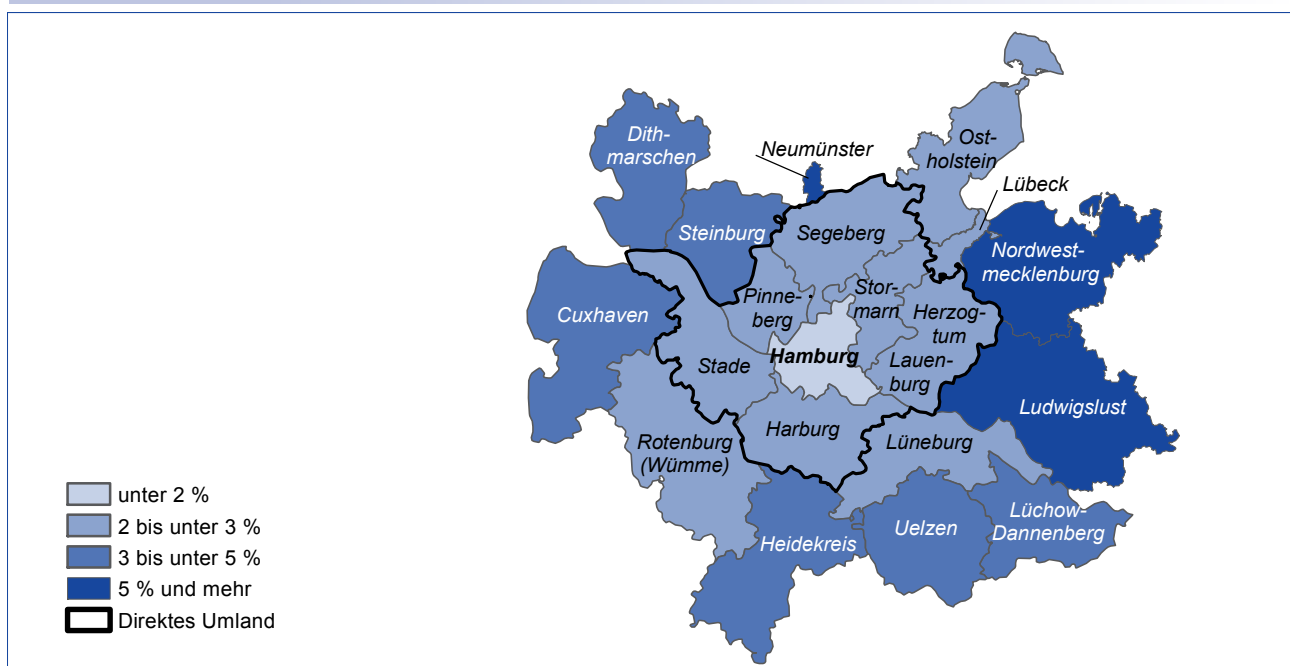 Dith-
marschen
Neumünster
Ost-
holstein
Lübeck
Steinburg
Segeberg
Nordwest-
mecklenburg
Cuxhaven
Pinne-
berg
Stor-
marn
Herzog-
tum
Lauen-
burg
Hamburg
Stade
Ludwigslust
Rotenburg
(Wümme)
Harburg
Lüneburg
Heidekreis
Uelzen
Lüchow-
Dannenberg
unter 2 %
2 bis unter 3 %
3 bis unter 5 %
5 % und mehr
Direktes Umland